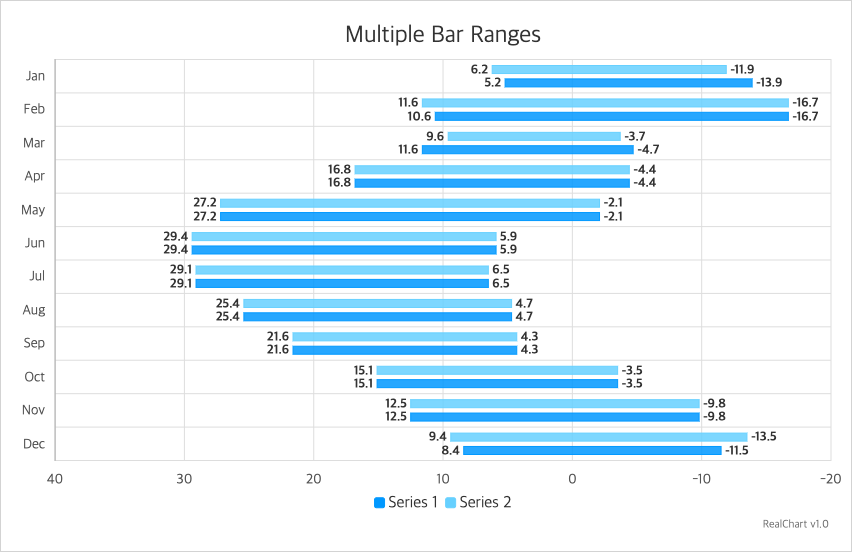 Multiple Bar Ranges
Jan 6.2 -11.9
5.2 -13.9
Feb 11.6 -16.7
10.6 -16.7
Mar 9.6 -3.7
11.6 -4.7
Apr 16.8 -4.4
16.8 -4.4
May 27.2 -2.1
27.2 -2.1
Jun 29.4 5.9
29.4 5.9
Jul 29.1 6.5
29.1 6.5
Aug 25.4 4.7
25.4 4.7
Sep 21.6 4.3
21.6 4.3
Oct 15.1 -3.5
15.1 -3.5
Nov 12.5 -9.8
12.5 -9.8
Dec 9.4 -13.5
8.4 -11.5
40 30 20 10 0 -10 -20
Series 1 Series 2
RealChart v1.0